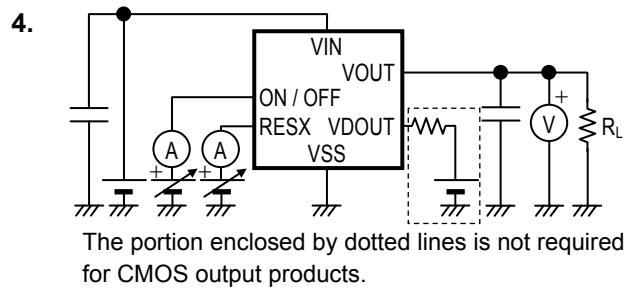 4.
VIN
VOUT
ON / OFF
RESX VDOUT
VSS
A
A
V
+
+
+
RL
The portion enclosed by dotted lines is not required
for CMOS output products.